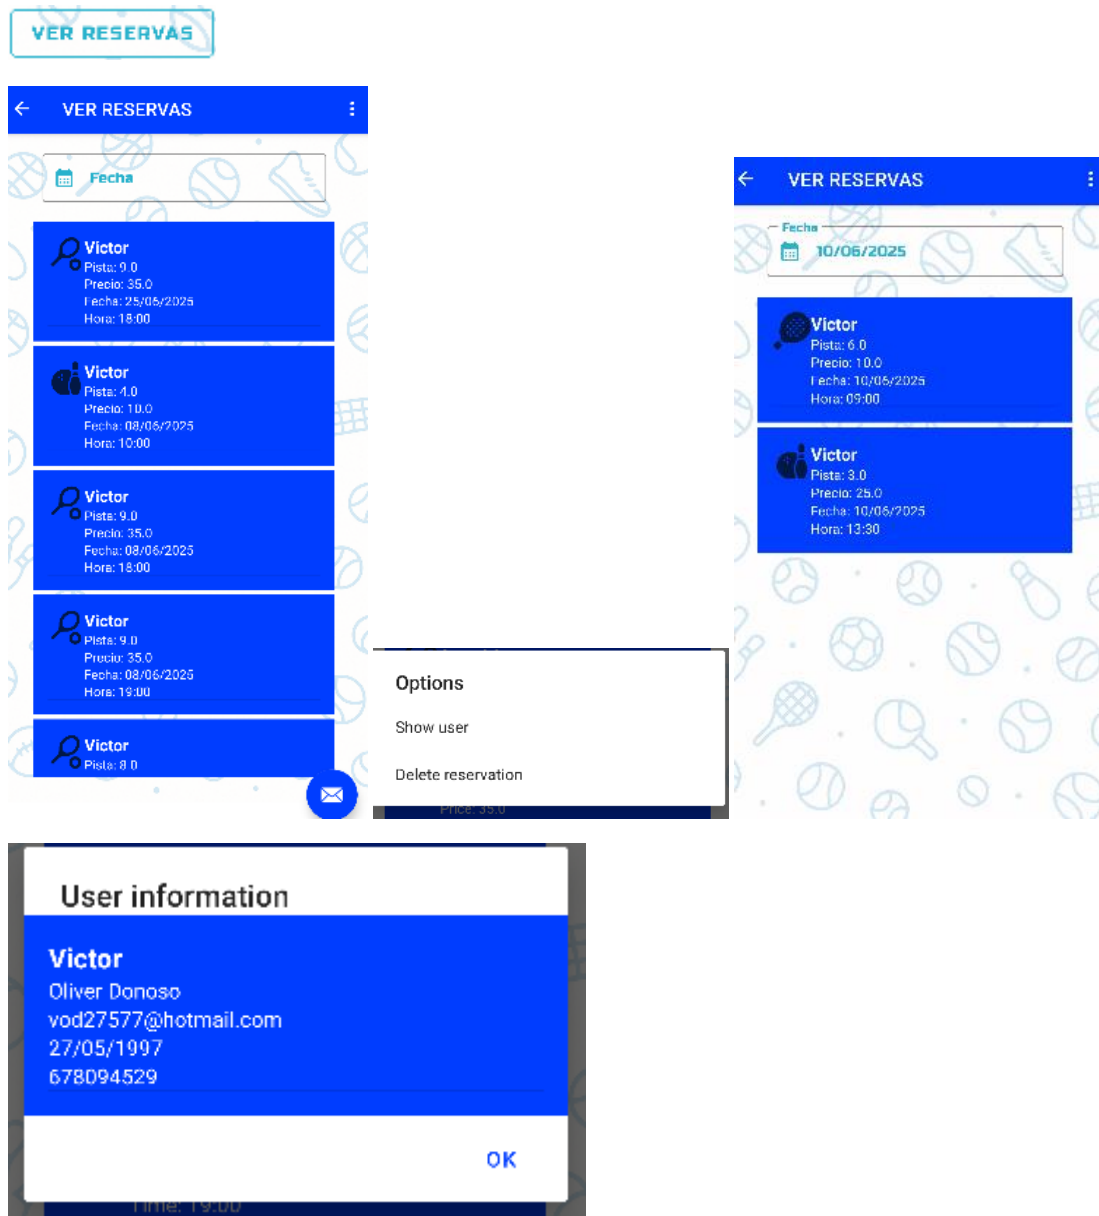 VER RESERVAS
VER RESERVAS
Fecha
Victor
Pista: 9.0
Precio: 35.0
Fecha: 25/06/2025
Hora: 18:00
Victor
Pista: 4.0
Precio: 10.0
Fecha: 08/06/2025
Hora: 10:00
Victor
Pista: 9.0
Precio: 35.0
Fecha: 08/06/2025
Hora: 18:00
Victor
Pista: 9.0
Precio: 35.0
Fecha: 08/06/2025
Hora: 19:00
Victor
Pista: 8.0
Options
Show user
Delete reservation
Price: 35.0
VER RESERVAS
Fecha
10/06/2025
Victor
Pista: 6.0
Precio: 10.0
Fecha: 10/06/2025
Hora: 09:00
Victor
Pista: 3.0
Precio: 25.0
Fecha: 10/06/2025
Hora: 13:30
User information
Victor
Oliver Donoso
vod27577@hotmail.com
27/05/1997
678094529
OK
Time: 19:00